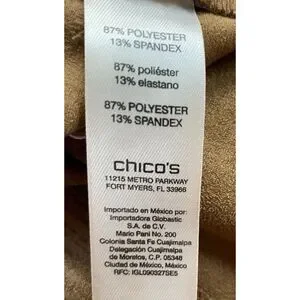 87% POLYESTER
13% SPANDEX
87% poliéster
13% elastano
87% POLYESTER
13% SPANDEX
chico's
11215 METRO PARKWAY
FORT MYERS, FL 33966
Importado en México por:
Importadora Globastic
S.A. de C.V.
Mario Pani No. 200
Colonia Santa Fe Cuajimalpa
Delegación Cuajimalpa
de Morelos, C.P. 05348
Ciudad de México, México
RFC: IGL090327SE5